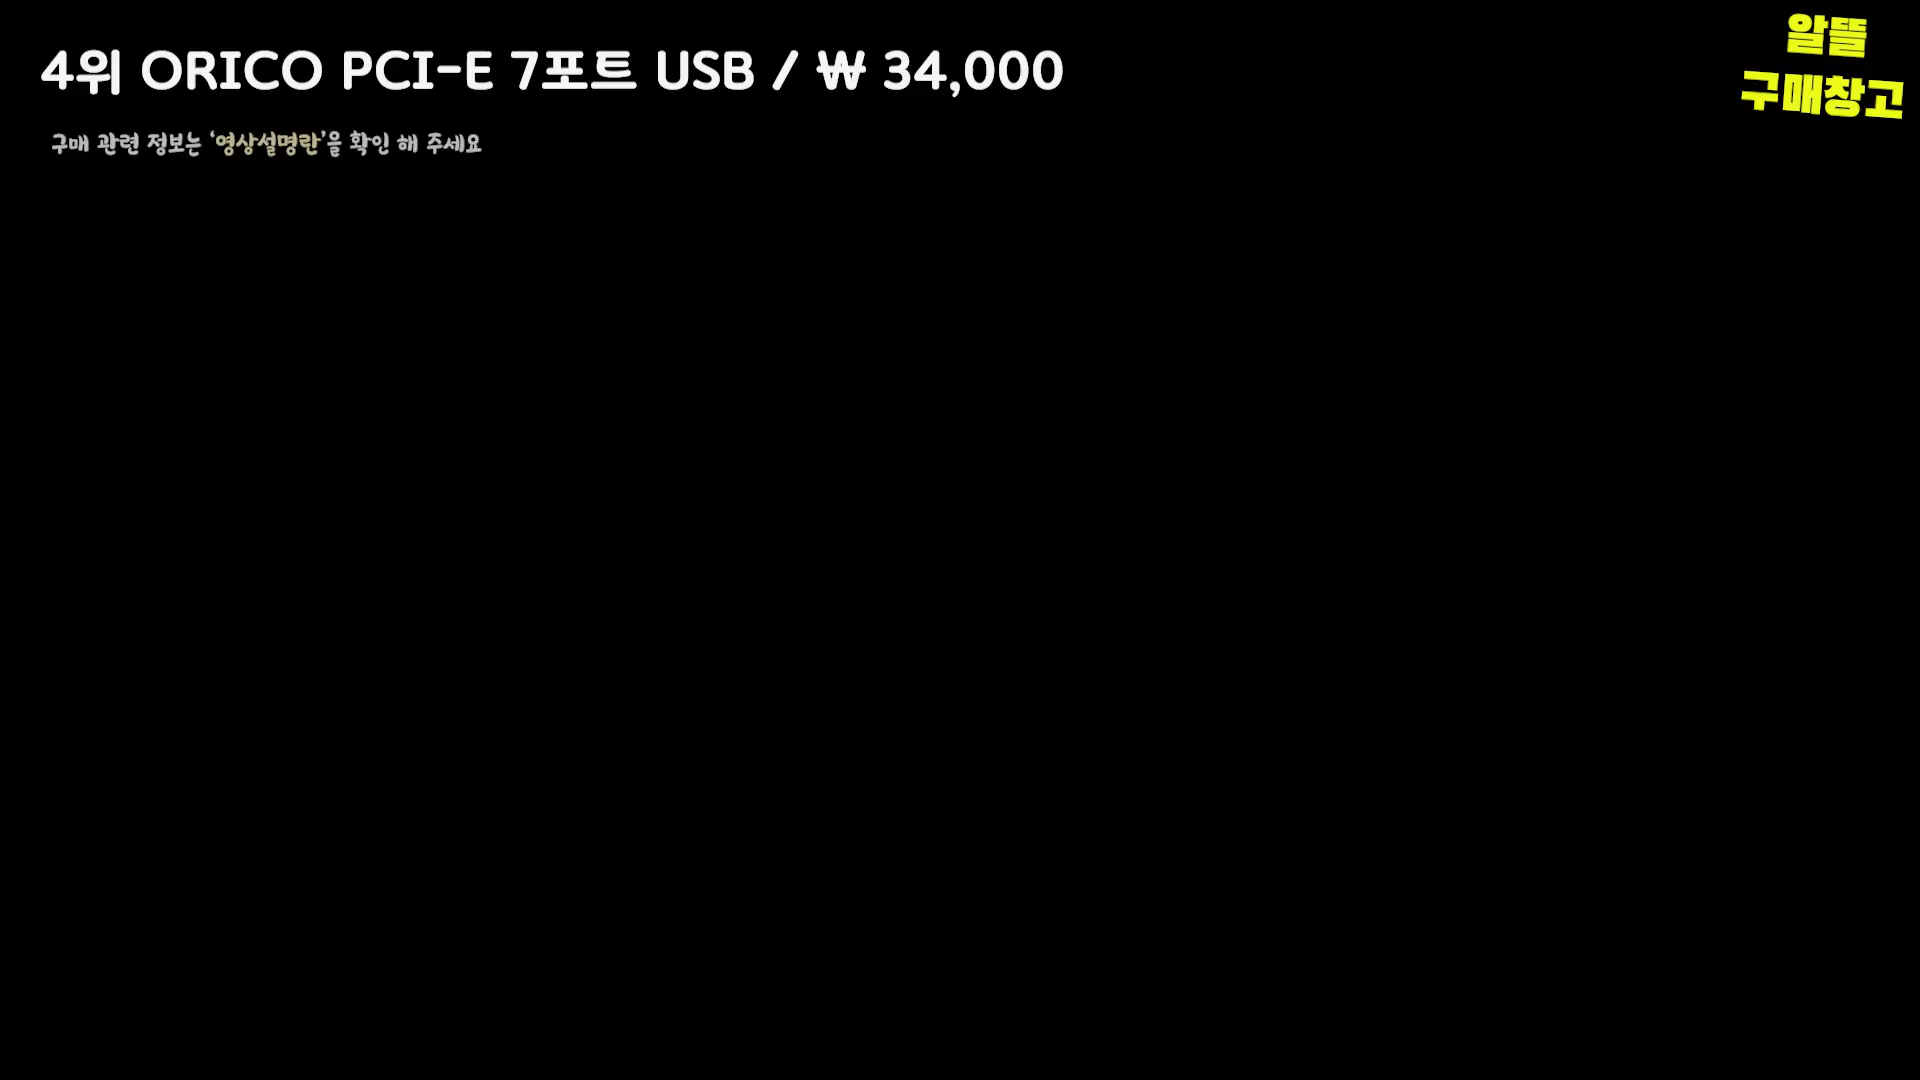 4위 ORICO PCI-E 7포트 USB / ₩ 34,000
구매 관련 정보는 ‘영상설명란’을 확인 해 주세요
알뜰
구매창고